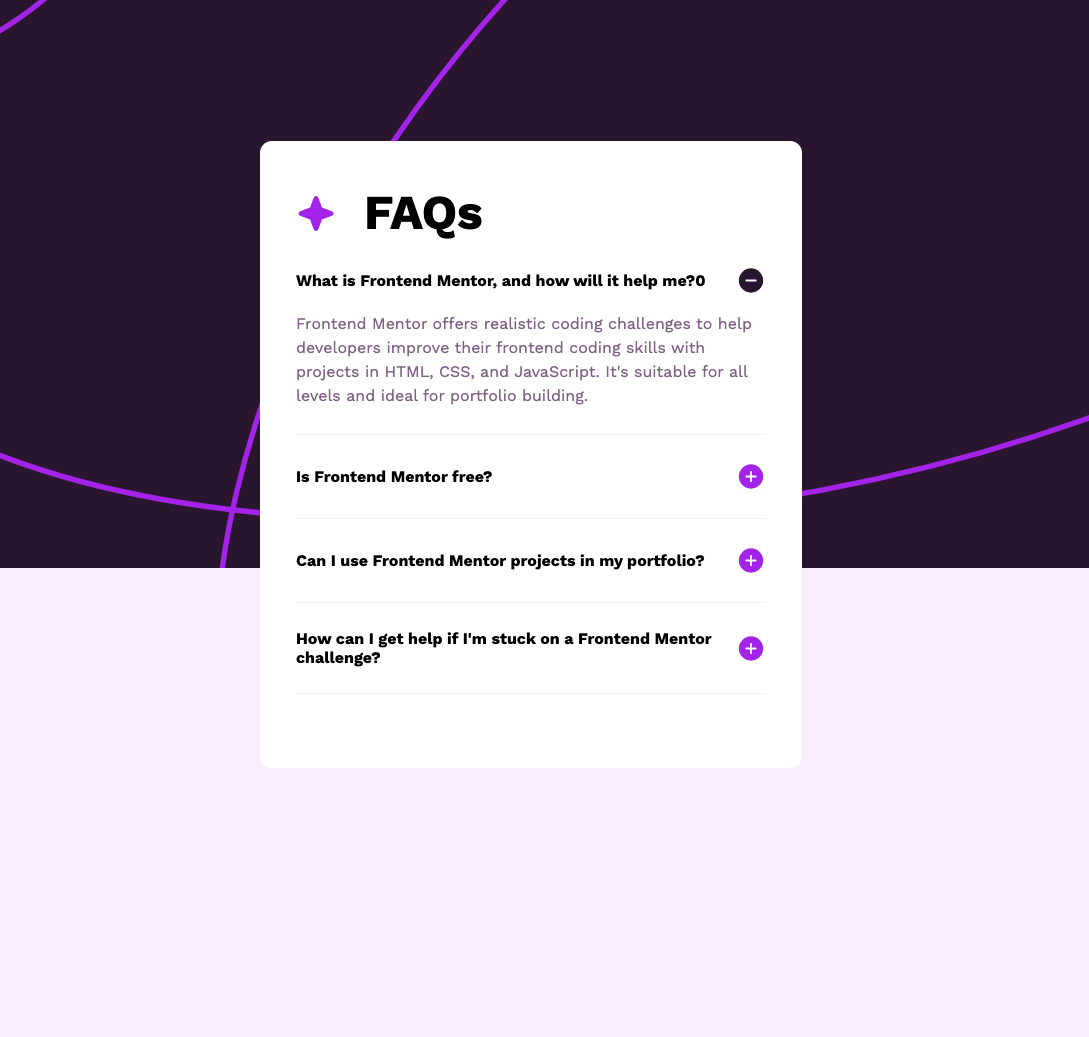 FAQs
What is Frontend Mentor, and how will it help me?0
Frontend Mentor offers realistic coding challenges to help
developers improve their frontend coding skills with
projects in HTML, CSS, and JavaScript. It's suitable for all
levels and ideal for portfolio building.
Is Frontend Mentor free?
Can I use Frontend Mentor projects in my portfolio?
How can I get help if I'm stuck on a Frontend Mentor
challenge?